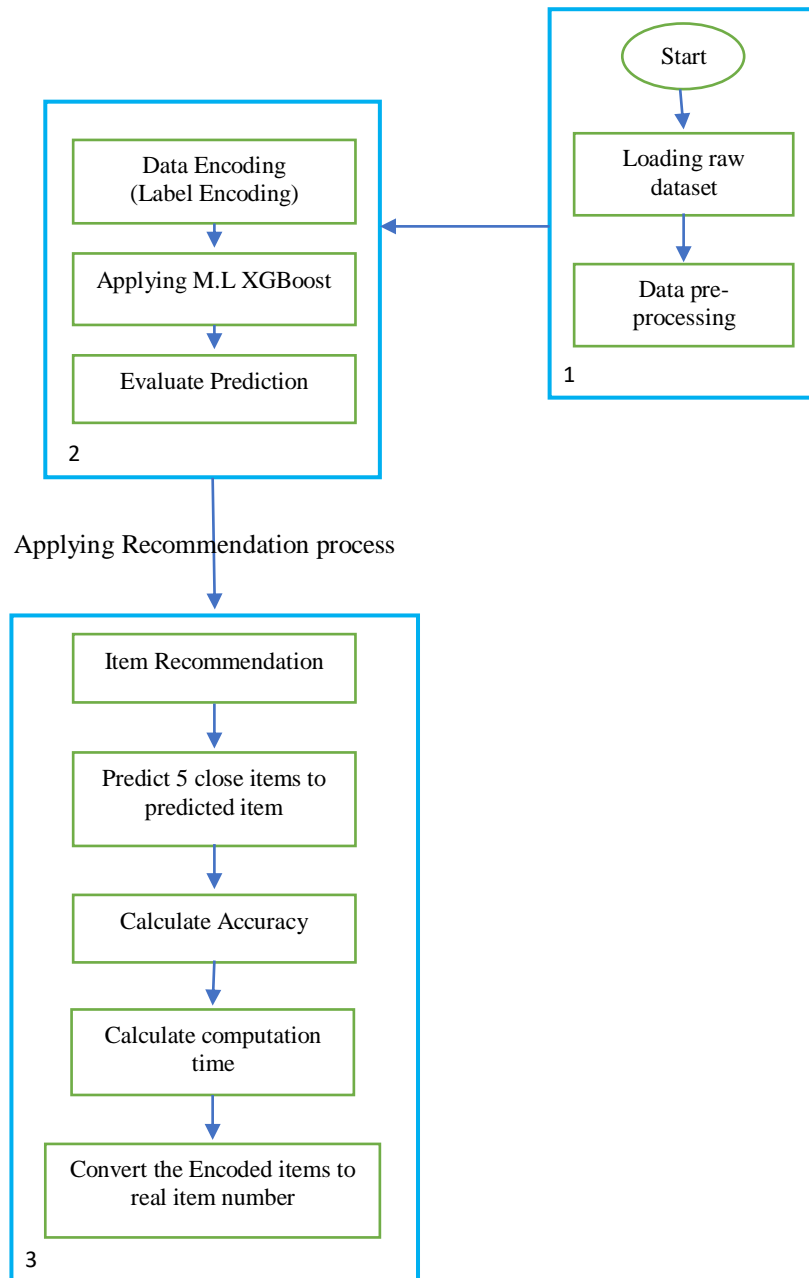 Start
Loading raw
dataset
Data pre-
processing
1
Data Encoding
(Label Encoding)
Applying M.L XGBoost
Evaluate Prediction
2
Applying Recommendation process
Item Recommendation
Predict 5 close items to
predicted item
Calculate Accuracy
Calculate computation
time
Convert the Encoded items to
real item number
3